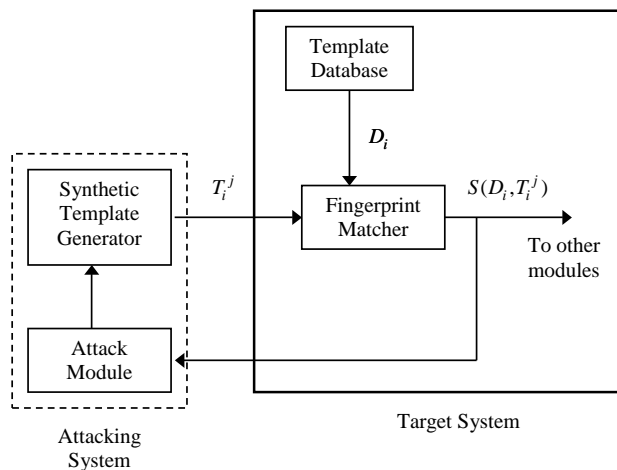 Template
Database
D_i
Synthetic
Template
Generator
T_i^j
Fingerprint
Matcher
S(D_i,T_i^j)
To other
modules
Attack
Module
Target System
Attacking
System